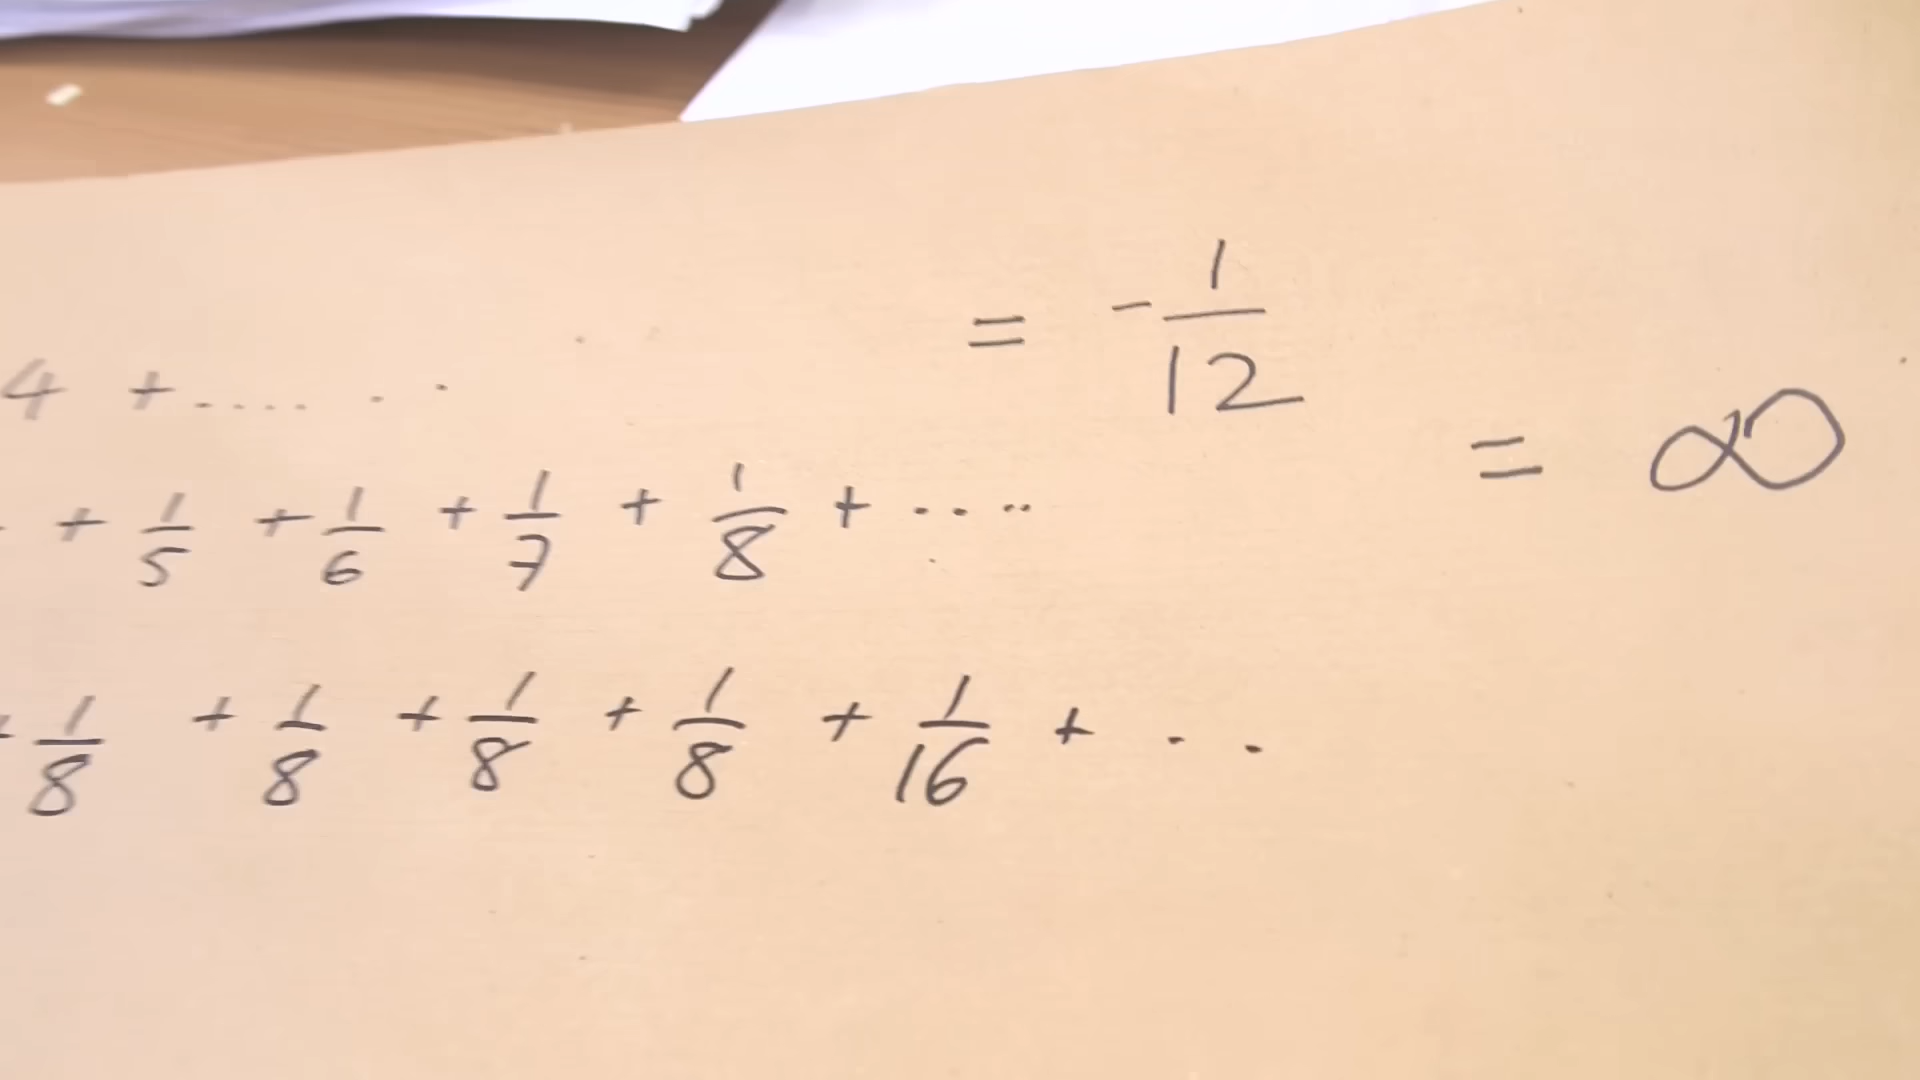 4 + ...... = -1/12
+ 1/5 + 1/6 + 1/7 + 1/8 + .... = ∞
+ 1/8 + 1/8 + 1/8 + 1/8 + 1/16 + ..